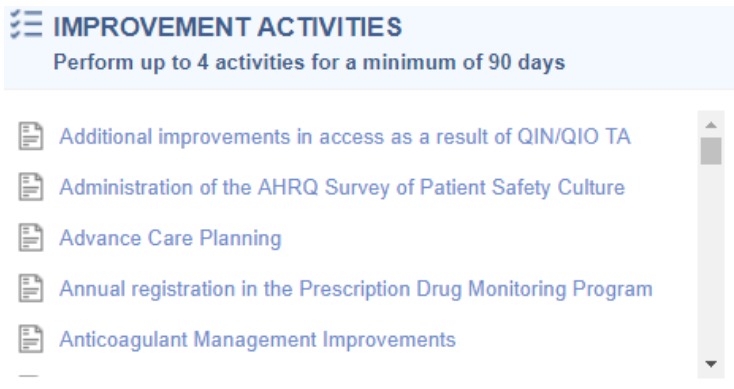 IMPROVEMENT ACTIVITIES
Perform up to 4 activities for a minimum of 90 days
Additional improvements in access as a result of QIN/QIO TA
Administration of the AHRQ Survey of Patient Safety Culture
Advance Care Planning
Annual registration in the Prescription Drug Monitoring Program
Anticoagulant Management Improvements